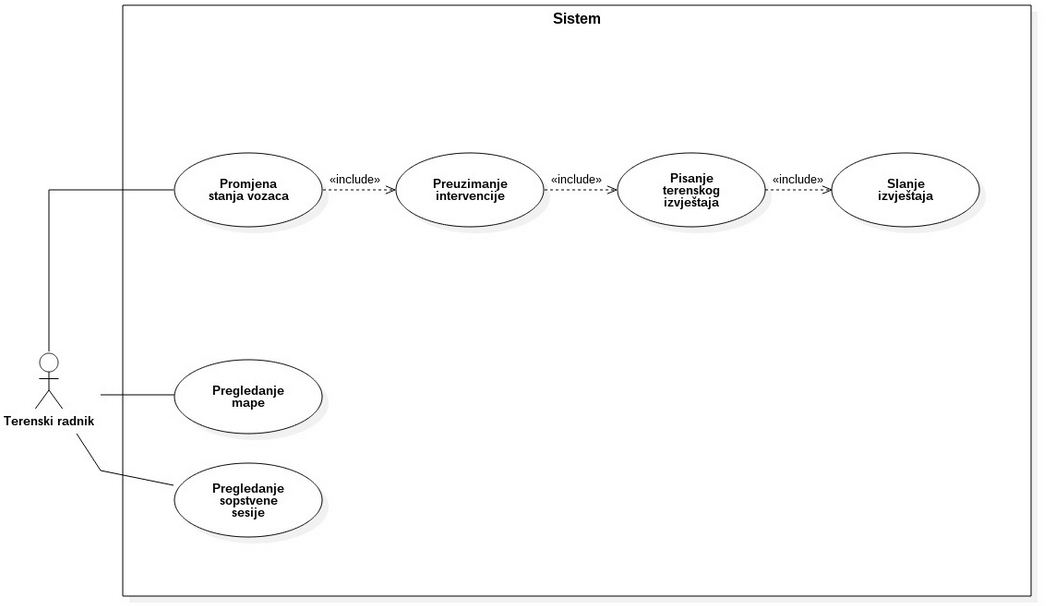 Sistem
Promjena
stanja vozaca
«include»
Preuzimanje
intervencije
«include»
Pisanje
terenskog
izvještaja
«include»
Slanje
izvještaja
Terenski radnik
Pregledanje
mape
Pregledanje
sopstvene
sesije